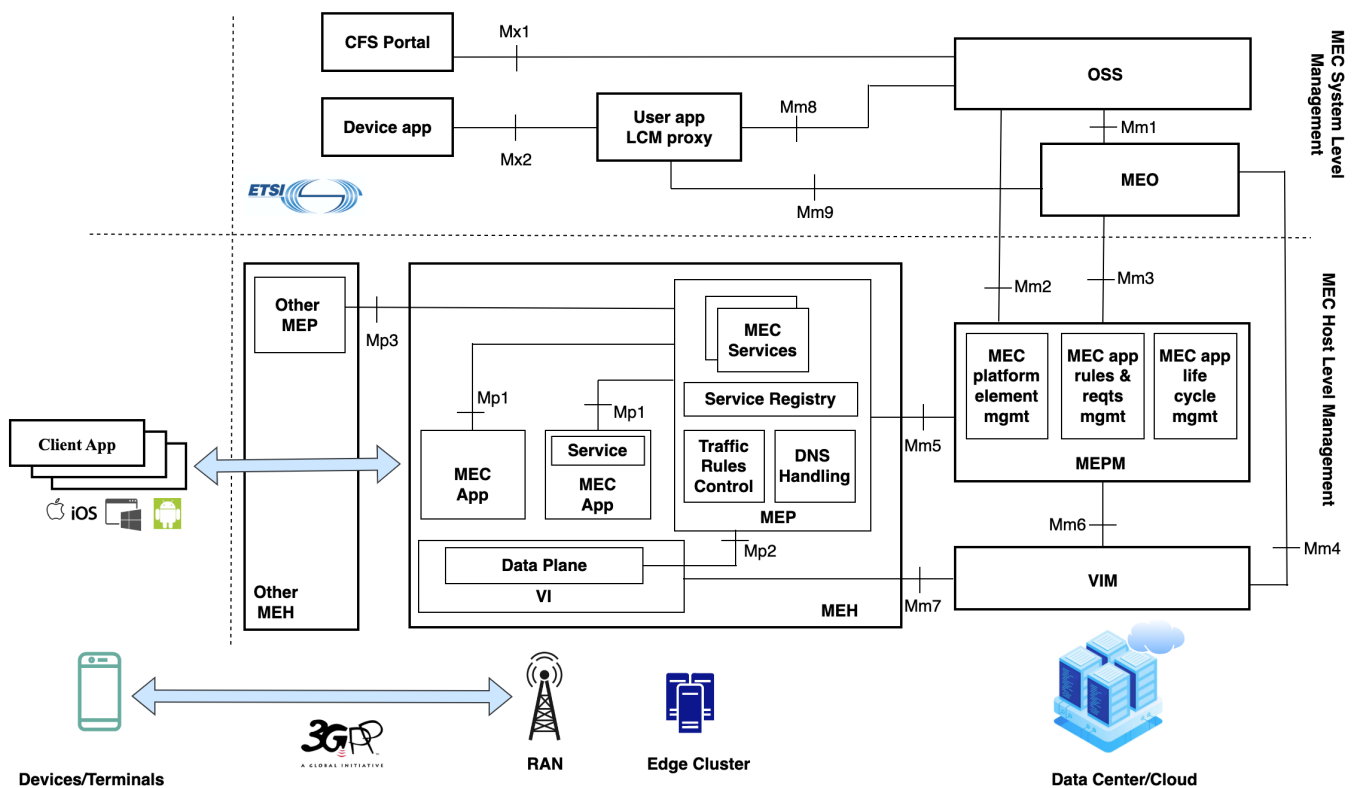 CFS Portal
Mx1
OSS
MEC System Level
Management
Device app
Mx2
User app
LCM proxy
Mm8
Mm1
MEO
Mm9
ETSI
Other
MEP
Mp3
MEC
Services
Service Registry
Traffic
Rules
Control
DNS
Handling
MEP
Mp1
Mp1
MEC
App
Service
MEC
App
Mp2
Data Plane
VI
MEH
Other
MEH
Mm2
Mm3
Mm5
MEC
platform
element
mgmt
MEC app
rules &
reqts
mgmt
MEC app
life
cycle
mgmt
MEPM
Mm6
Mm4
Mm7
VIM
MEC Host Level Management
Client App
iOS
3GPP
A GLOBAL INITIATIVE
Devices/Terminals
RAN
Edge Cluster
Data Center/Cloud